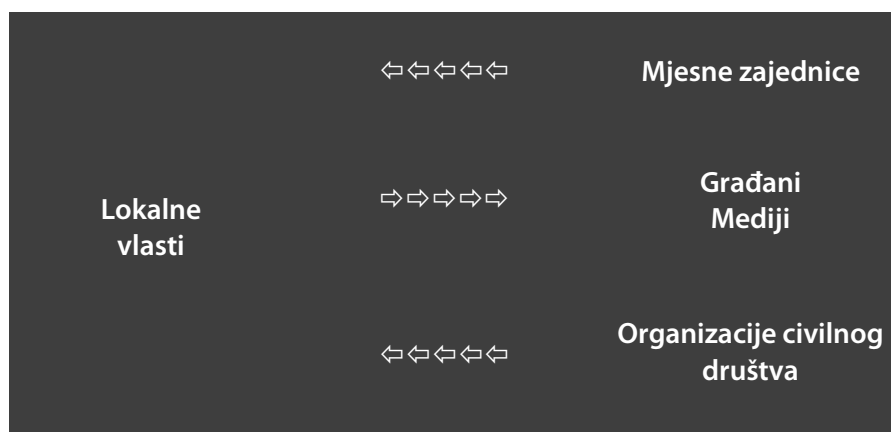 ⇦⇦⇦⇦⇦
Mjesne zajednice
Lokalne
vlasti
⇨⇨⇨⇨⇨
Građani
Mediji
⇦⇦⇦⇦⇦
Organizacije civilnog
društva